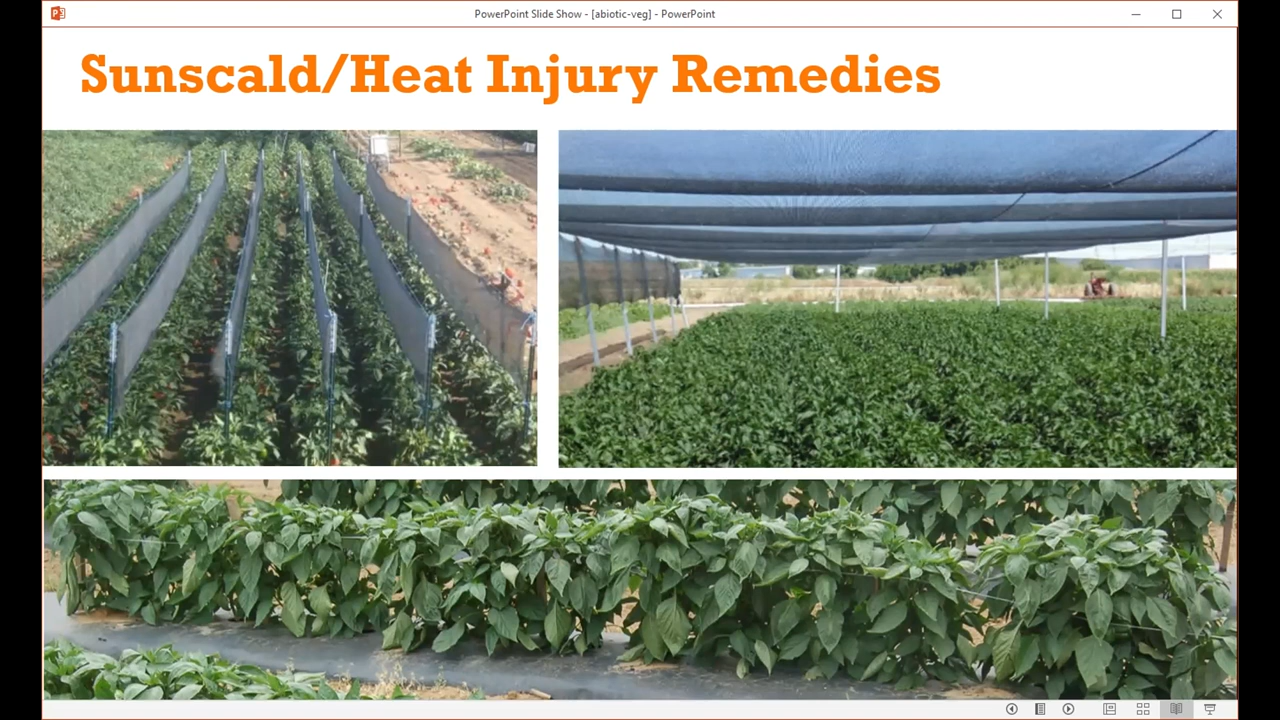 PowerPoint Slide Show - [abiotic-veg] - PowerPoint
Sunscald/Heat Injury Remedies